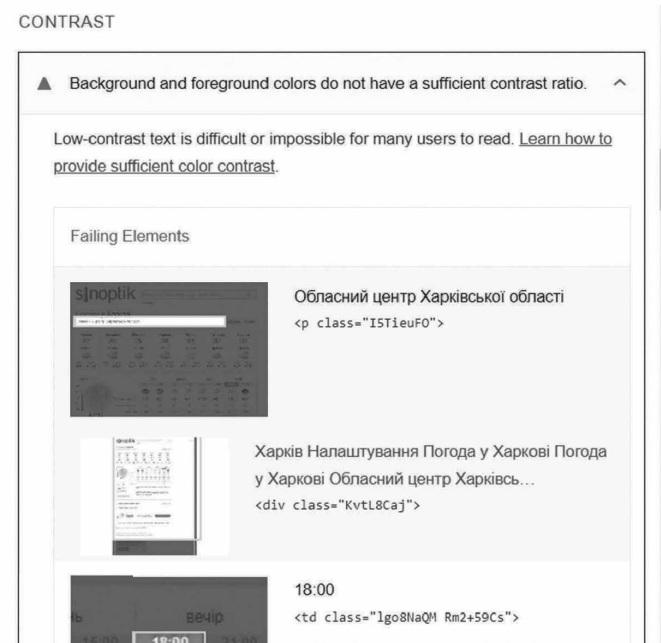 CONTRAST
Background and foreground colors do not have a sufficient contrast ratio.
Low-contrast text is difficult or impossible for many users to read. Learn how to
provide sufficient color contrast.
Failing Elements
sinoptik
Обласний центр Харківської області
<p class="I5TieuFO">
Харків Налаштування Погода у Харкові Погода
у Харкові Обласний центр Харківсь…
<div class="KvtL8Caj">
18:00
<td class="lgo8NaQM Rm2+59Cs">
вечір
15:00 18:00 21:00